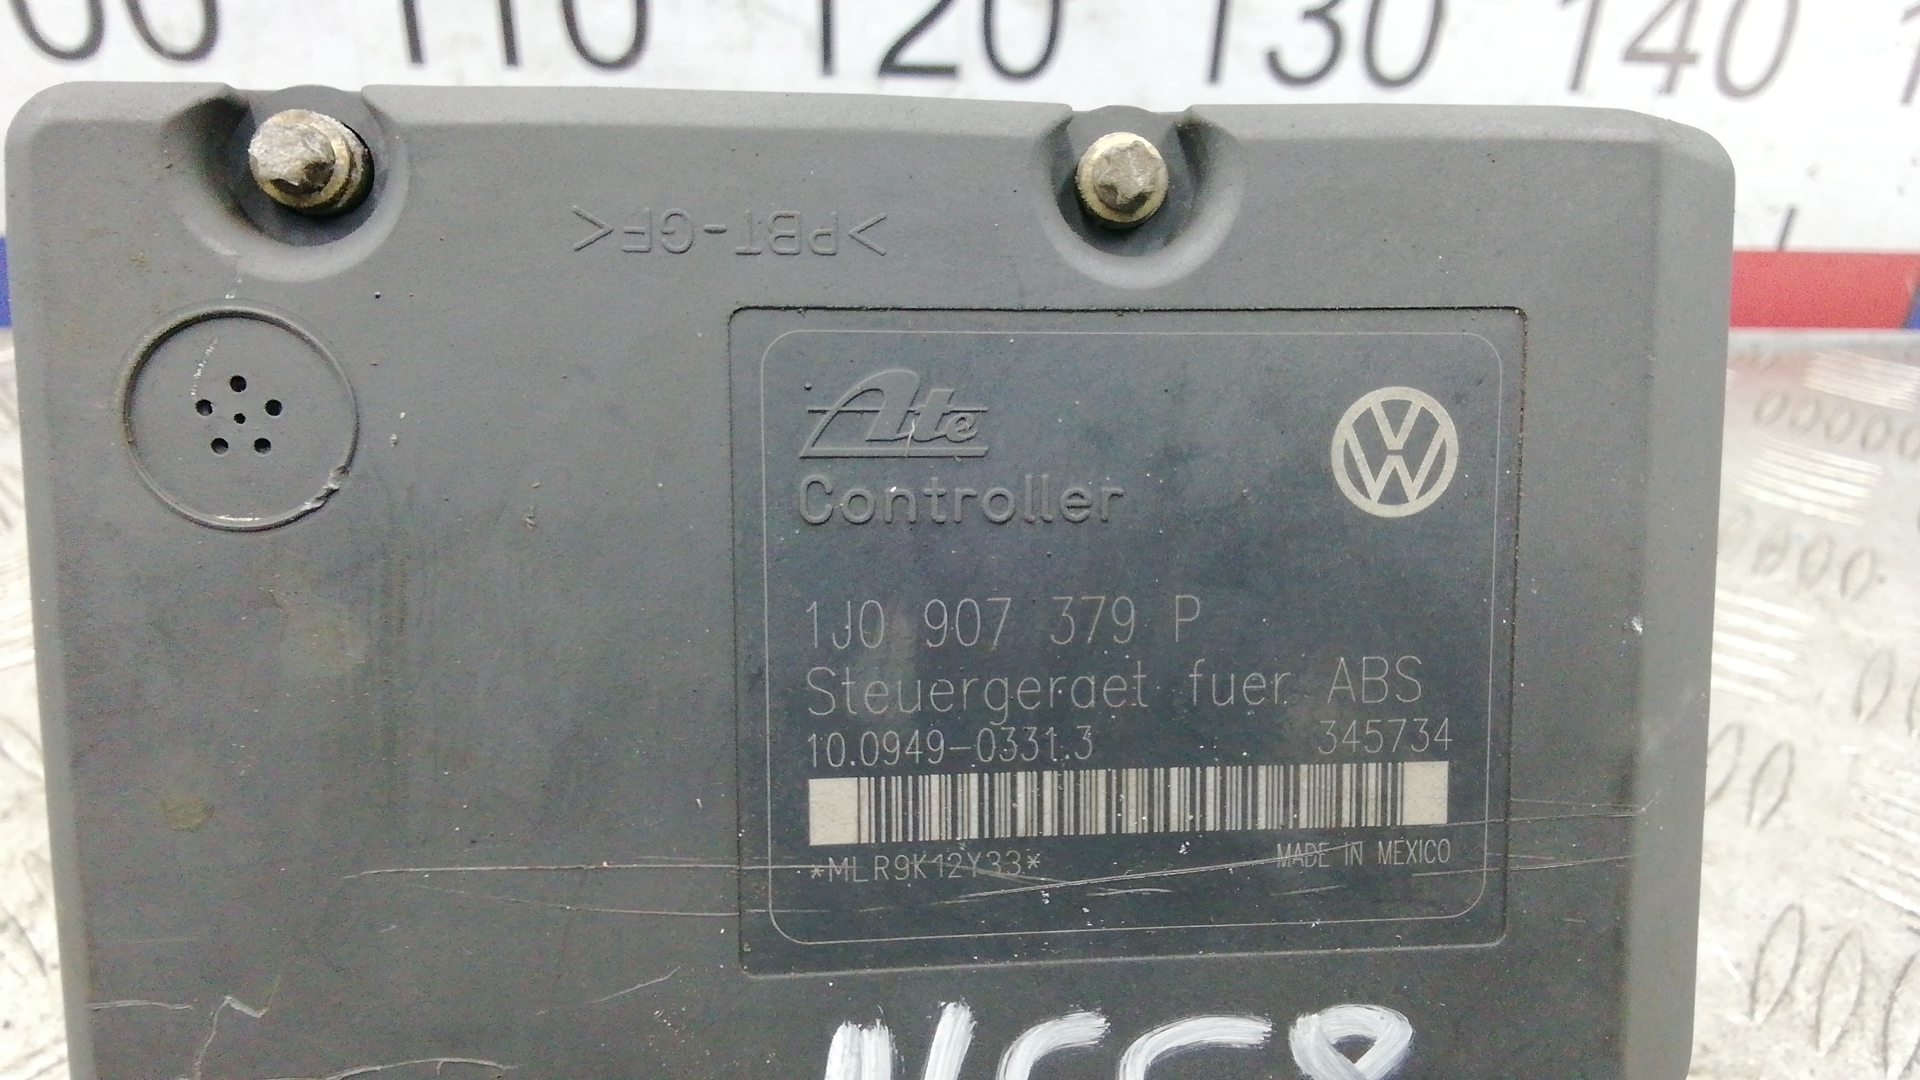 110 120 130 140
>PBT-GF<
Ate
Controller
1J0 907 379 P
Steuergeraet fuer ABS
10.0949-0331.3 345734
*MLR9K12Y33*
MADE IN MEXICO